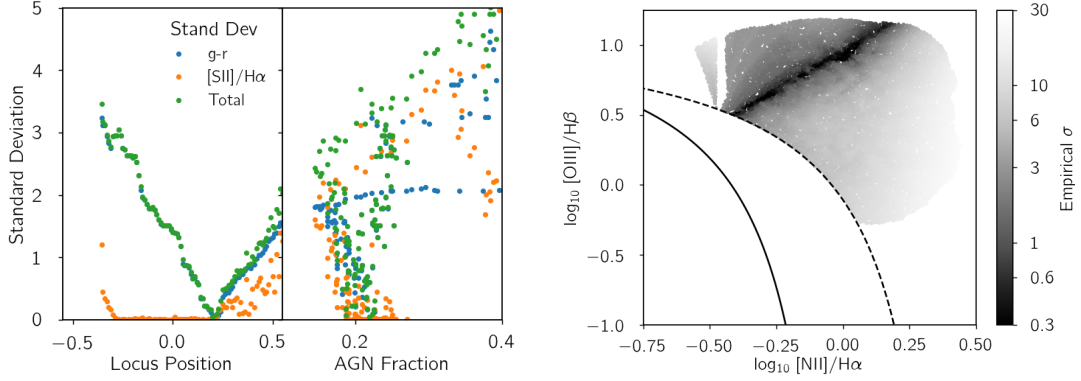 5
4
3
2
1
0
Standard Deviation
Stand Dev
g-r
[SII]/Hα
Total
−0.5
0.0
0.5
Locus Position
0.2
0.4
AGN Fraction
1.0
0.5
0.0
−0.5
−1.0
log₁₀ [OIII]/Hβ
−0.75
−0.50
−0.25
0.00
0.25
0.50
log₁₀ [NII]/Hα
30
10
6
3
1
0.6
0.3
Empirical σ